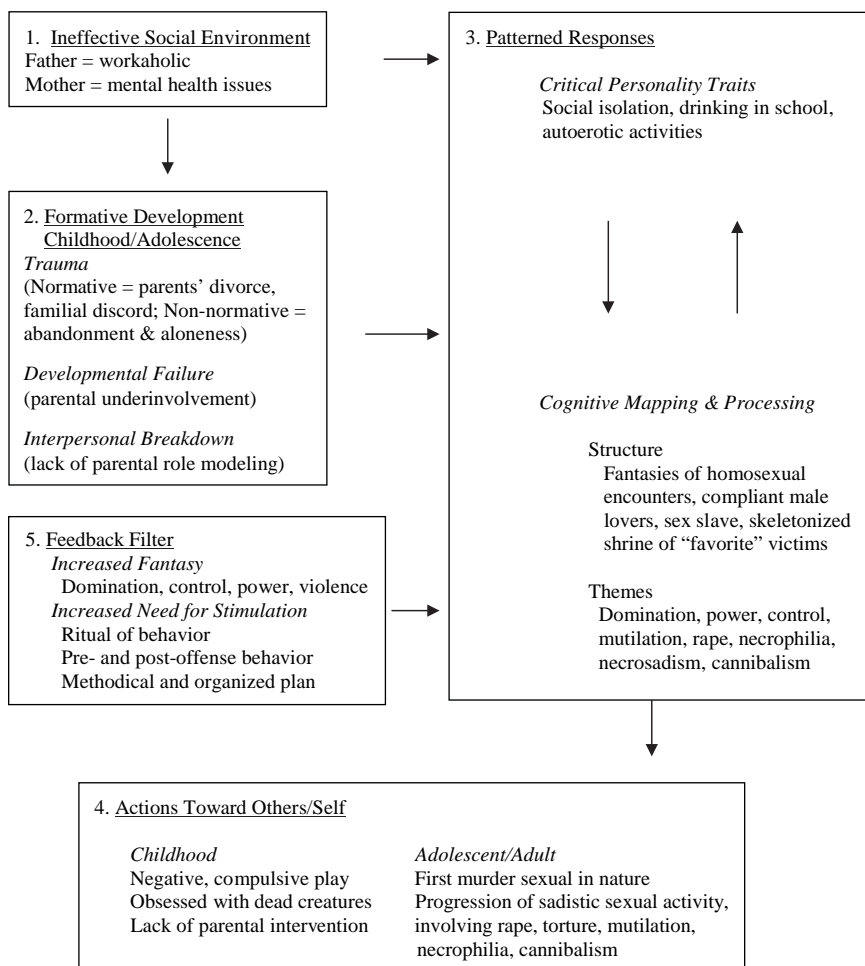 1. Ineffective Social Environment
Father = workaholic
Mother = mental health issues
2. Formative Development
Childhood/Adolescence
Trauma
(Normative = parents’ divorce,
familial discord; Non-normative =
abandonment & aloneness)
Developmental Failure
(parental underinvolvement)
Interpersonal Breakdown
(lack of parental role modeling)
3. Patterned Responses
Critical Personality Traits
Social isolation, drinking in school,
autoerotic activities
Cognitive Mapping & Processing
Structure
Fantasies of homosexual
encounters, compliant male
lovers, sex slave, skeletonized
shrine of “favorite” victims
Themes
Domination, power, control,
mutilation, rape, necrophilia,
necrosadism, cannibalism
5. Feedback Filter
Increased Fantasy
Domination, control, power, violence
Increased Need for Stimulation
Ritual of behavior
Pre- and post-offense behavior
Methodical and organized plan
4. Actions Toward Others/Self
Childhood
Negative, compulsive play
Obsessed with dead creatures
Lack of parental intervention
Adolescent/Adult
First murder sexual in nature
Progression of sadistic sexual activity,
involving rape, torture, mutilation,
necrophilia, cannibalism